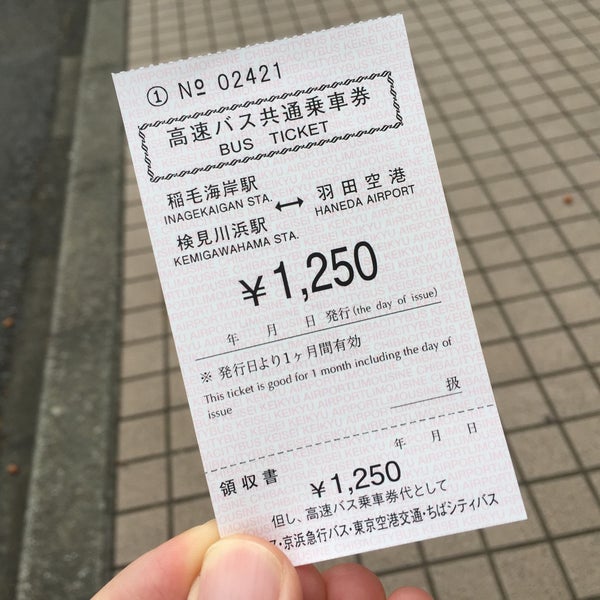 ① Nº 02421
高速バス共通乗車券
BUS TICKET
稲毛海岸駅
INAGEKAIGAN STA.
検見川浜駅
KEMIGAWAHAMA STA.
↔
羽田空港
HANEDA AIRPORT
¥1,250
年 月 日 発行(the day of issue)
※ 発行日より1ヶ月間有効
This ticket is good for 1 month including the day of
issue
扱
年 月 日
領収書
¥1,250
但し、高速バス乗車券代として
ス・京浜急行バス・東京空港交通・ちばシティバス